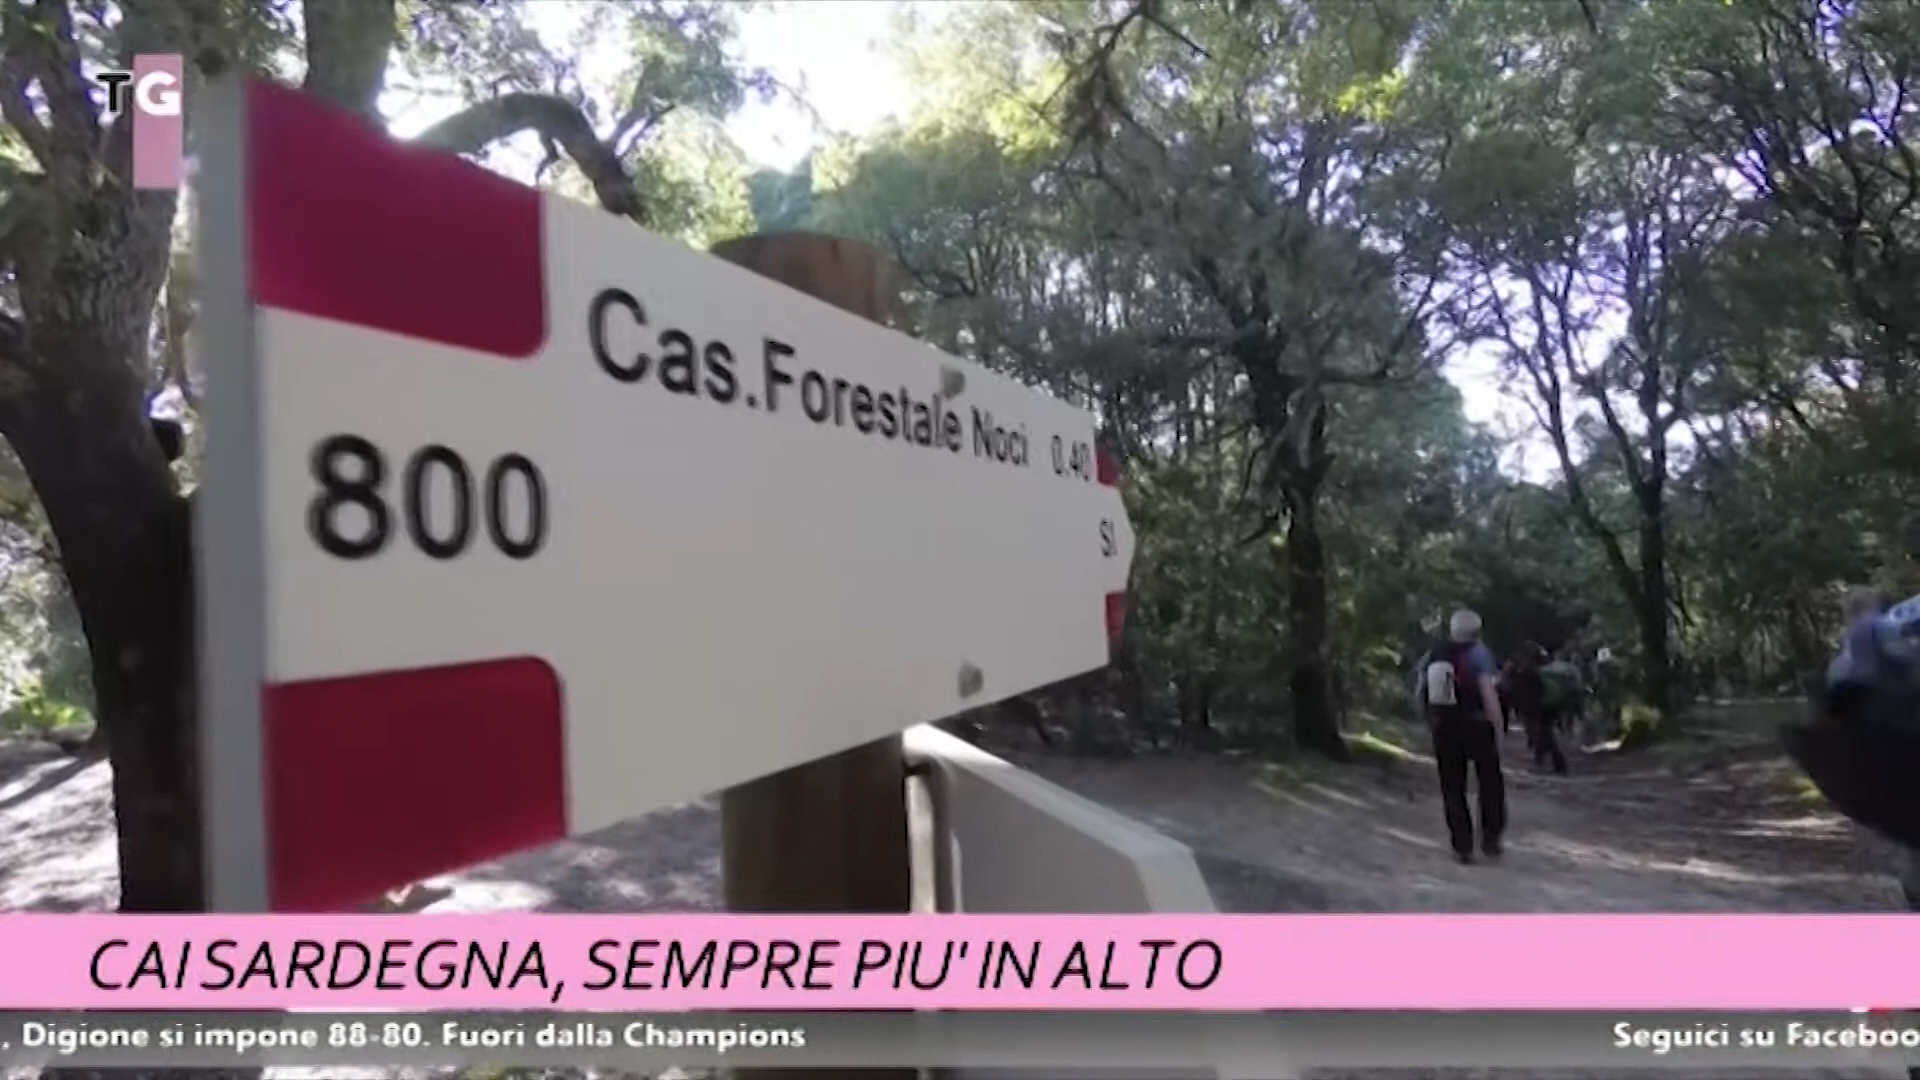 TG
Cas.Forestale Noci 0.40
800
SI
CAI SARDEGNA, SEMPRE PIU' IN ALTO
, Digione si impone 88-80. Fuori dalla Champions
Seguici su Faceboo